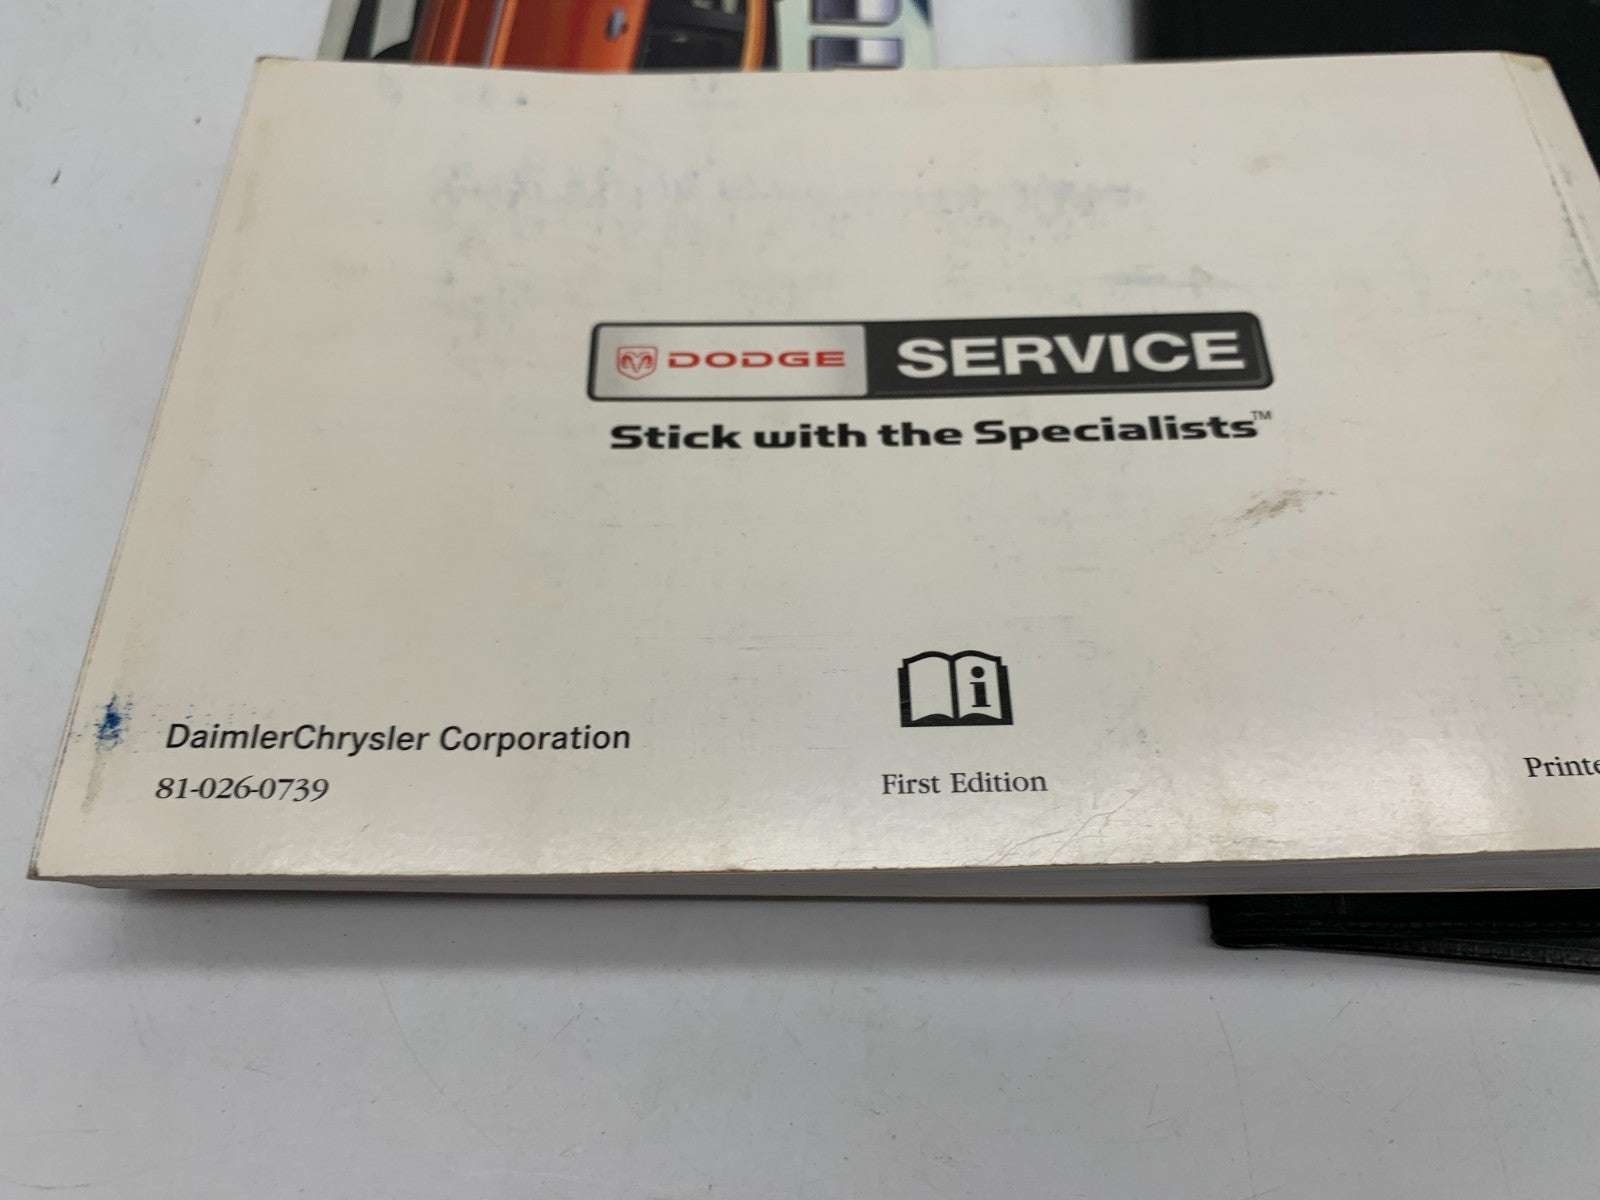 DODGE SERVICE
Stick with the Specialists™
i
DaimlerChrysler Corporation
81-026-0739
First Edition